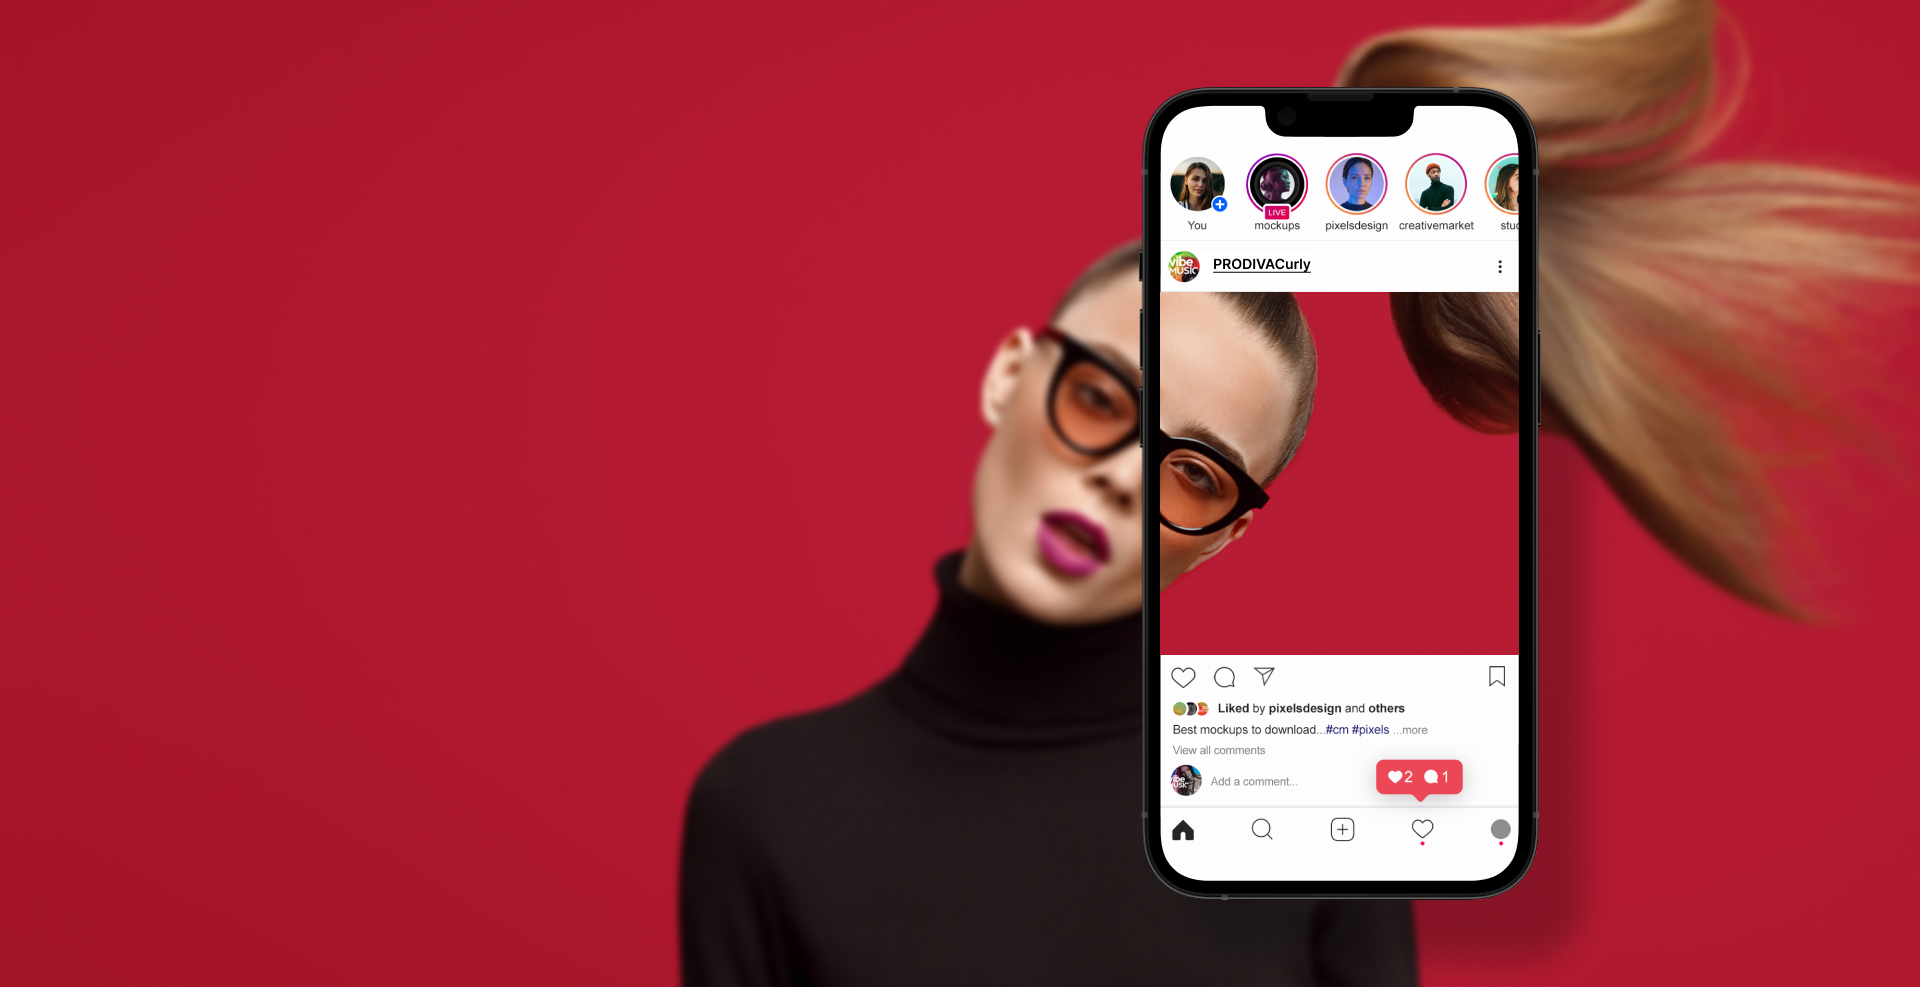 LIVE
You mockups pixelsdesign creativemarket stuc
vibe
MUSIC
PRODIVACurly
Liked by pixelsdesign and others
Best mockups to download...#cm #pixels ...more
View all comments
vibe
MUSIC
Add a comment...
2 1